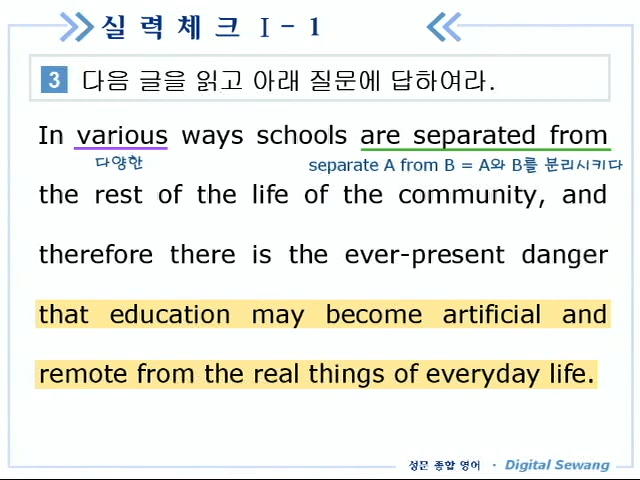 실 력 체 크 I - 1
3 다음 글을 읽고 아래 질문에 답하여라.
In various ways schools are separated from
다양한 separate A from B = A와 B를 분리시키다
the rest of the life of the community, and
therefore there is the ever-present danger
that education may become artificial and
remote from the real things of everyday life.
성문 종합 영어 · Digital Sewang